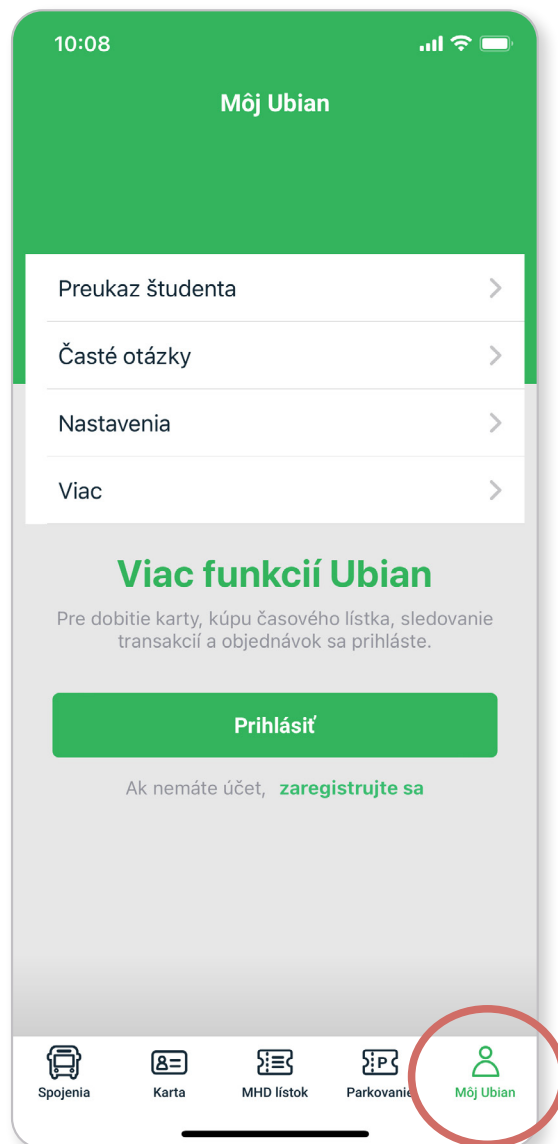 10:08
Môj Ubian
Preukaz študenta
Časté otázky
Nastavenia
Viac
Viac funkcií Ubian
Pre dobitie karty, kúpu časového lístka, sledovanie
transakcií a objednávok sa prihláste.
Prihlásiť
Ak nemáte účet, zaregistrujte sa
P
Spojenia Karta MHD lístok Parkovanie Môj Ubian